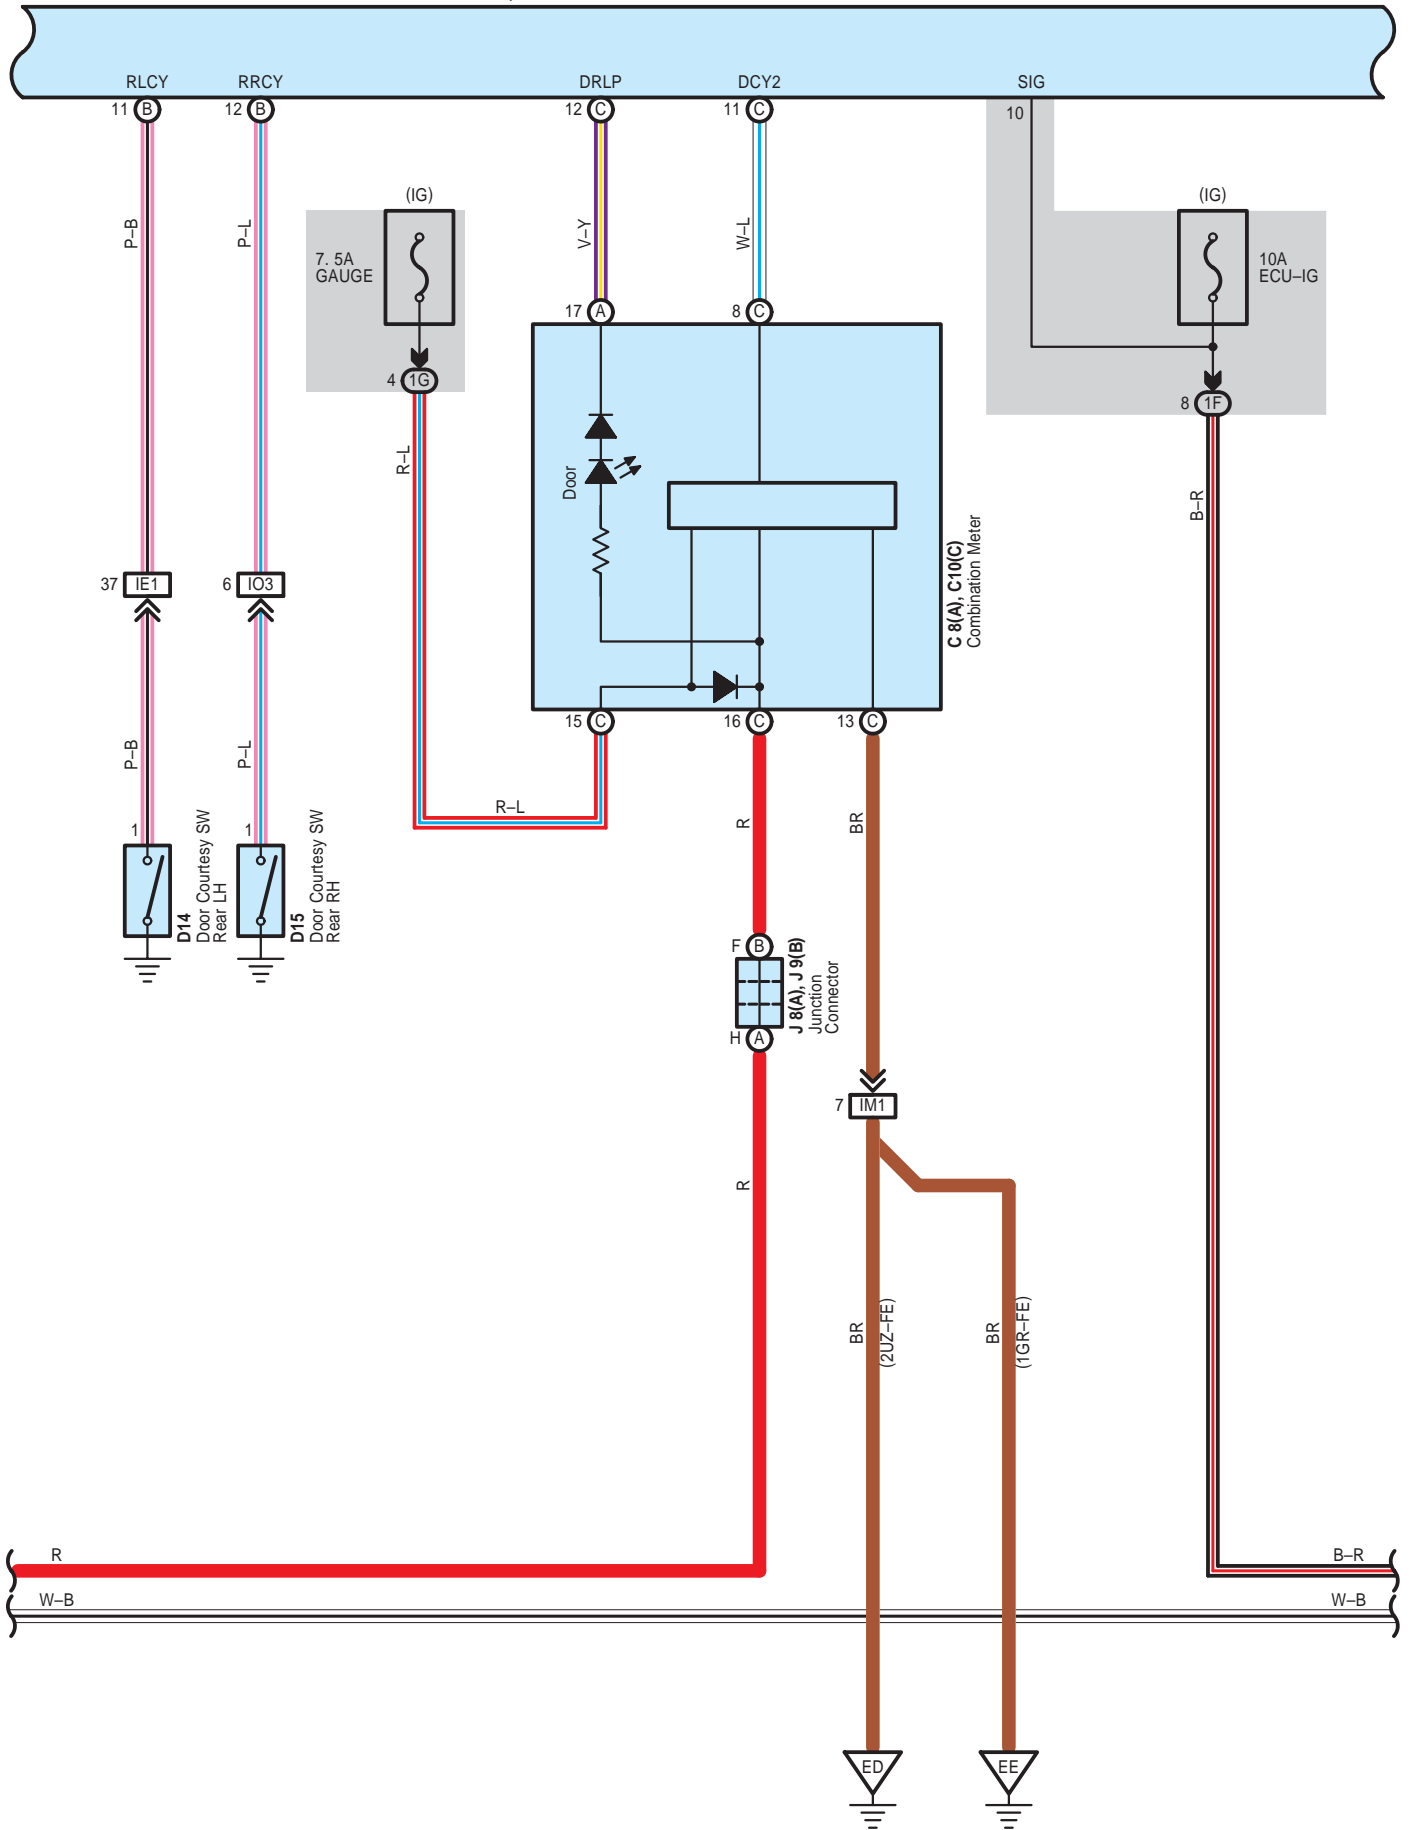 RLCY
RRCY
DRLP
DCY2
SIG
11 B
12 B
12 C
11 C
10
(IG)
(IG)
P–B
P–L
V–Y
W–L
7. 5A
GAUGE
10A
ECU–IG
17 A
8 C
4 1G
8 1F
R–L
Door
B–R
C 8(A), C10(C)
Combination Meter
37 IE1
6 IO3
15 C
16 C
13 C
P–B
P–L
R–L
R
BR
1
1
D14
Door Courtesy SW
Rear LH
D15
Door Courtesy SW
Rear RH
F B
J 8(A), J 9(B)
Junction
Connector
H A
7 IM1
R
BR
(2UZ–FE)
BR
(1GR–FE)
R
B–R
W–B
W–B
ED
EE